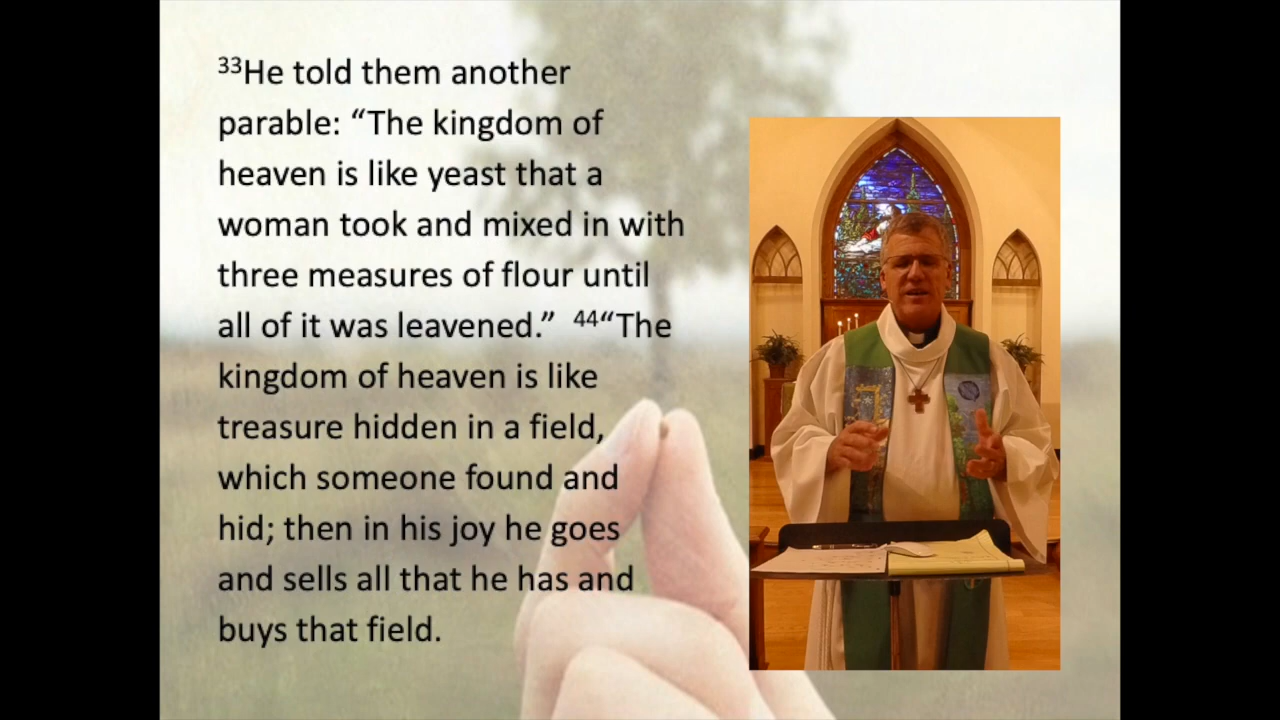 ³³He told them another
parable: “The kingdom of
heaven is like yeast that a
woman took and mixed in with
three measures of flour until
all of it was leavened.”  ⁴⁴“The
kingdom of heaven is like
treasure hidden in a field,
which someone found and
hid; then in his joy he goes
and sells all that he has and
buys that field.